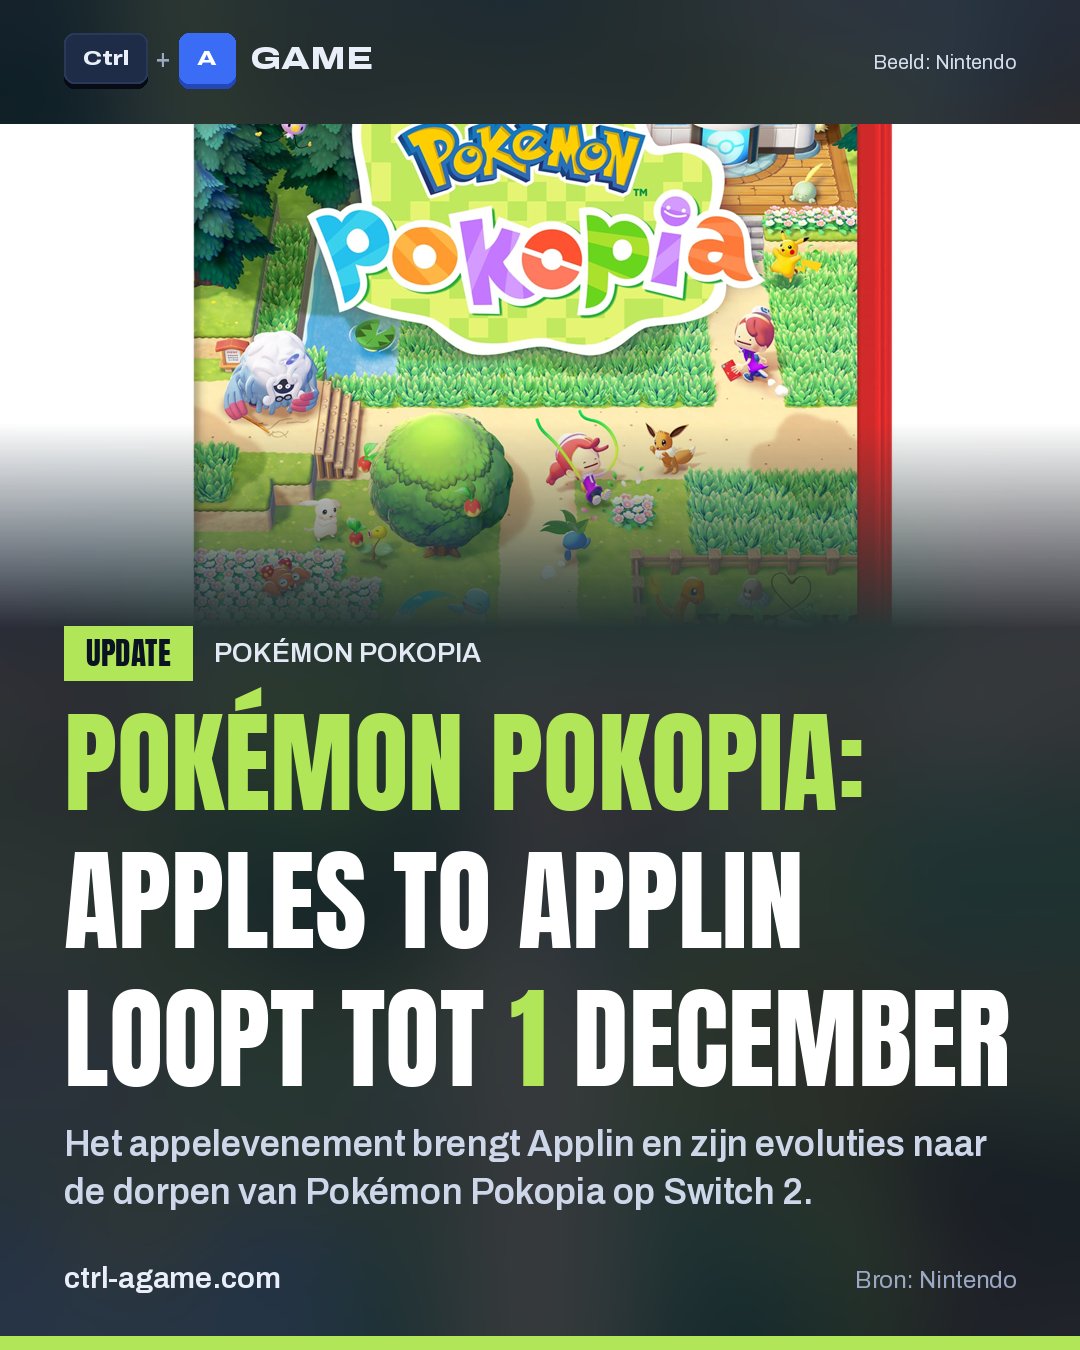 Ctrl + A GAME
Beeld: Nintendo
POKÉMON
TM
pokopia
UPDATE
POKÉMON POKOPIA
POKÉMON POKOPIA:
APPLES TO APPLIN
LOOPT TOT 1 DECEMBER
Het appelevenement brengt Applin en zijn evoluties naar
de dorpen van Pokémon Pokopia op Switch 2.
ctrl-agame.com
Bron: Nintendo